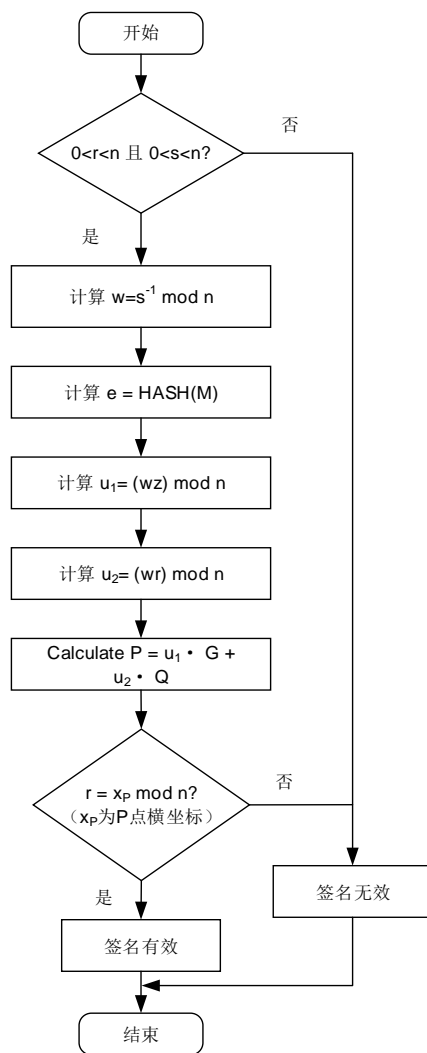 开始
0<r<n 且 0<s<n?
否
是
计算 w=s⁻¹ mod n
计算 e = HASH(M)
计算 u₁= (wz) mod n
计算 u₂= (wr) mod n
Calculate P = u₁・ G +
u₂・ Q
r = xₚ mod n?
（xₚ为P点横坐标）
否
是
签名无效
签名有效
结束